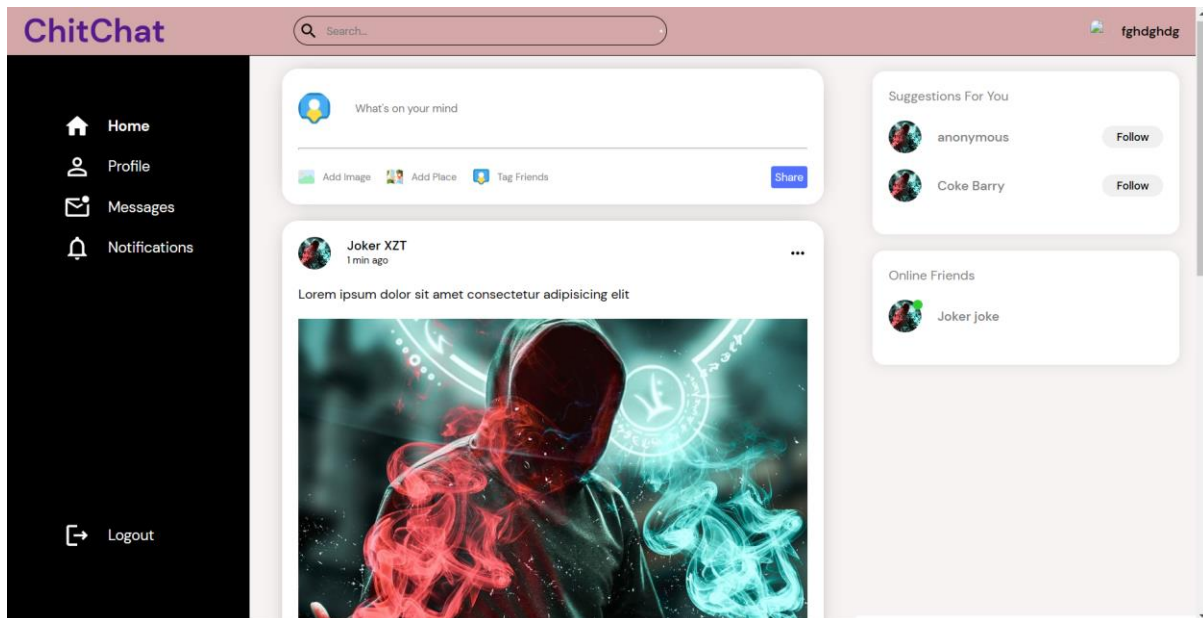 ChitChat
Search...
fghdghdg
Home
Profile
Messages
Notifications
Logout
What's on your mind
Add Image
Add Place
Tag Friends
Share
Joker XZT
1 min ago
Lorem ipsum dolor sit amet consectetur adipisicing elit
Suggestions For You
anonymous
Follow
Coke Barry
Follow
Online Friends
Joker joke